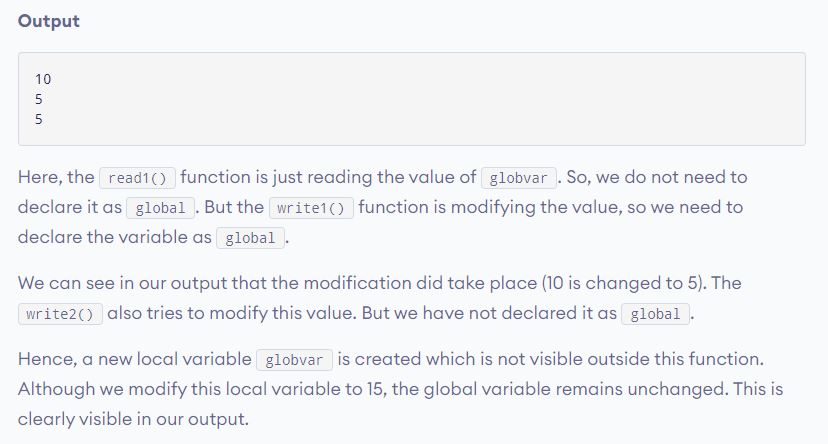 Output
10
5
5
Here, the read1() function is just reading the value of globvar . So, we do not need to
declare it as global . But the write1() function is modifying the value, so we need to
declare the variable as global .
We can see in our output that the modification did take place (10 is changed to 5). The
write2() also tries to modify this value. But we have not declared it as global .
Hence, a new local variable globvar is created which is not visible outside this function.
Although we modify this local variable to 15, the global variable remains unchanged. This is
clearly visible in our output.